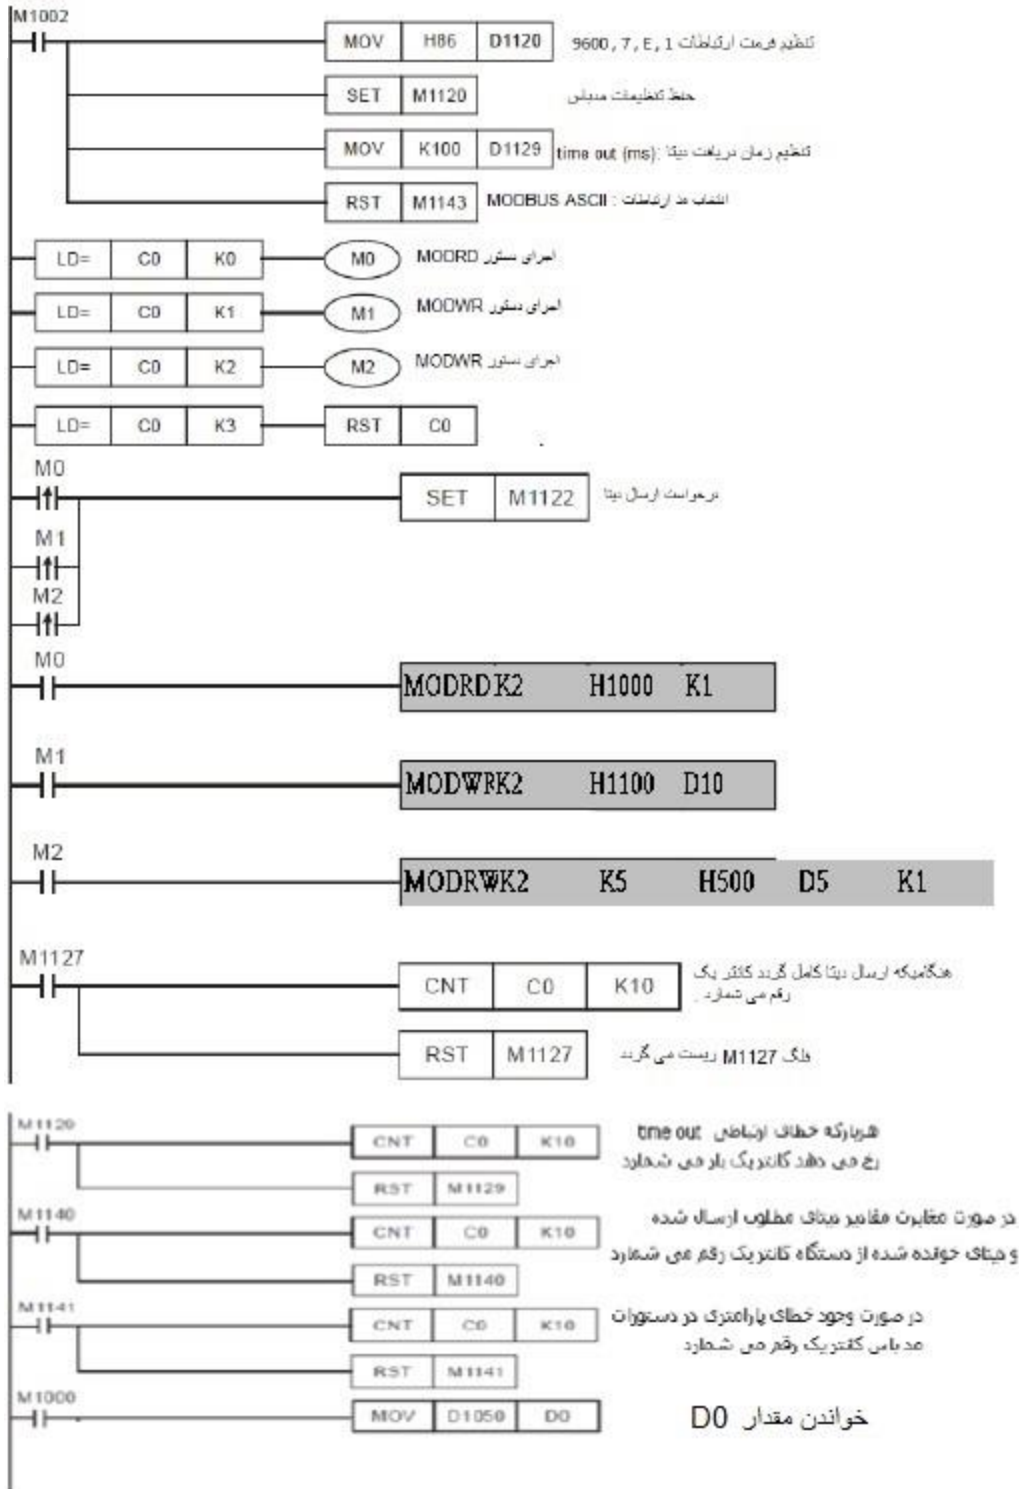 M1002
MOV H86 D1120 تنظیم فرمت ارتباطات 9600 , 7 , E , 1
SET M1120 حفظ تنظیمات مدباس
MOV K100 D1129 تنظیم زمان دریافت دیتا :time out (ms)
RST M1143 انتخاب مد ارتباطات : MODBUS ASCII
LD= C0 K0 M0 اجرای دستور MODRD
LD= C0 K1 M1 اجرای دستور MODWR
LD= C0 K2 M2 اجرای دستور MODWR
LD= C0 K3 RST C0
M0
SET M1122 درخواست ارسال دیتا
M1
M2
M0
MODRD K2 H1000 K1
M1
MODWR K2 H1100 D10
M2
MODRW K2 K5 H500 D5 K1
M1127
CNT C0 K10 هنگامیکه ارسال دیتا کامل گردد کانتر یک
رقم می شمارد .
RST M1127 فلگ M1127 ریست می گردد
M1129
CNT C0 K10 هربارکه خطای ارتباطی time out
رخ می دهد کانتر یک بار می شمارد
RST M1129
M1140
CNT C0 K10 در صورت مغایرت مقادیر دیتای مطلوب ارسال شده
و دیتای خوانده شده از دستگاه کانتر یک رقم می شمارد
RST M1140
M1141
CNT C0 K10 در صورت وجود خطای پارامتری در دستورات
مد باس کانتر یک رقم می شمارد
RST M1141
M1000
MOV D1050 D0 خواندن مقدار D0